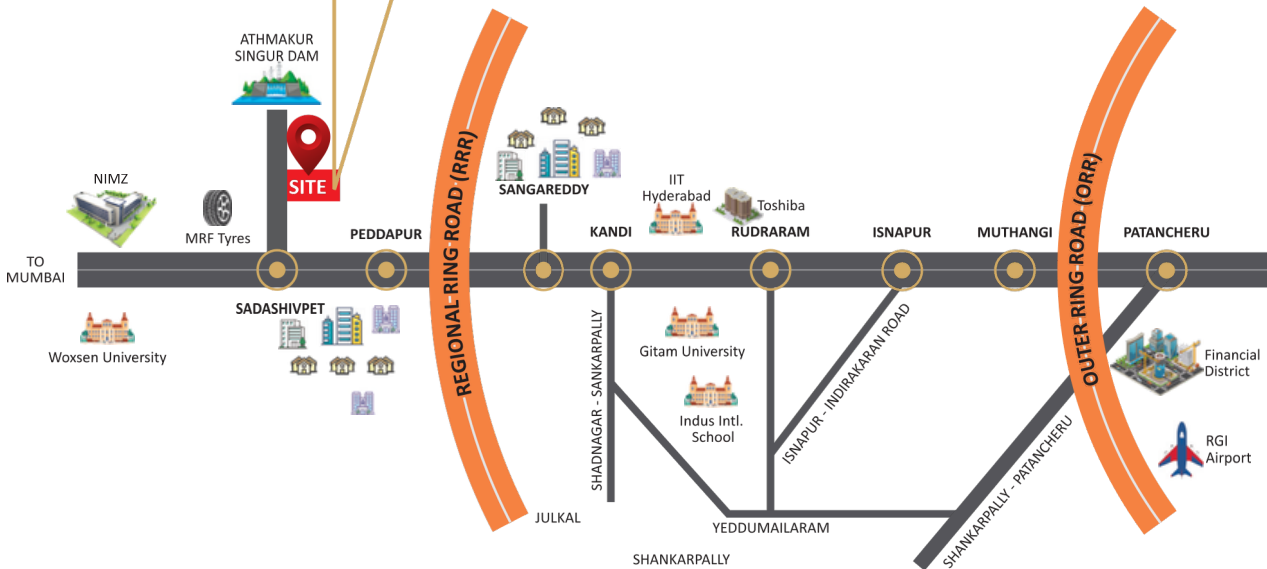 ATHMAKUR
SINGUR DAM
SITE
NIMZ
MRF Tyres
TO
MUMBAI
Woxsen University
SADASHIVPET
PEDDAPUR
REGIONAL RING ROAD (RRR)
SANGAREDDY
KANDI
IIT
Hyderabad
Toshiba
RUDRARAM
ISNAPUR
MUTHANGI
OUTER RING ROAD (ORR)
PATANCHERU
Gitam University
Indus Intl.
School
SHADNAGAR - SANKARPALLY
ISNAPUR - INDIRAKARAN ROAD
SHANKARPALLY - PATANCHERU
Financial
District
RGI
Airport
JULKAL
YEDDUMAILARAM
SHANKARPALLY